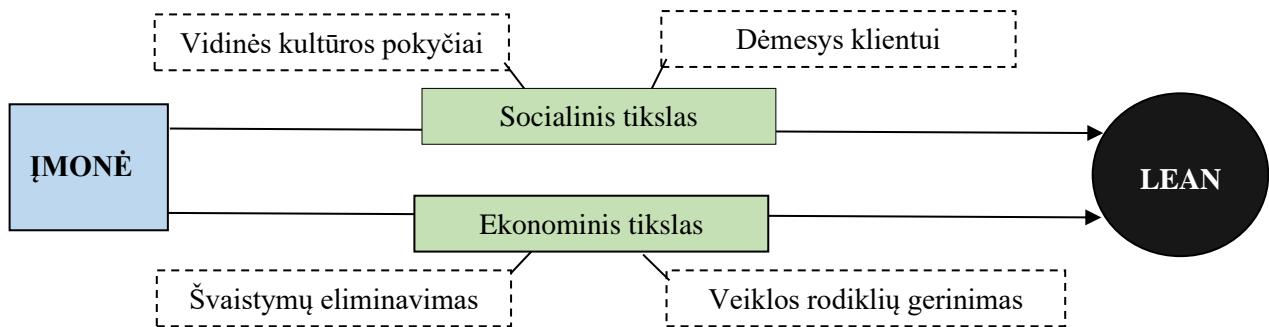 Vidinės kultūros pokyčiai
Dėmesys klientui
Socialinis tikslas
ĮMONĖ
LEAN
Ekonominis tikslas
Švaistymų eliminavimas
Veiklos rodiklių gerinimas